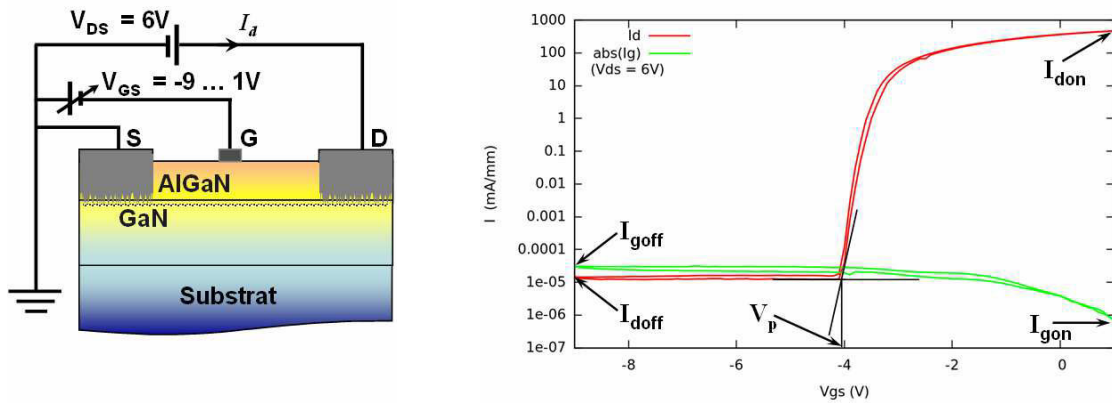 V_DS = 6V
I_d
V_GS = -9 ... 1V
S
G
D
AlGaN
GaN
Substrat
1000
100
10
1
0.1
0.01
0.001
0.0001
1e-05
1e-06
1e-07
I (mA/mm)
Id
abs(Ig)
(Vds = 6V)
I_don
I_goff
I_doff
V_p
I_gon
-8
-6
-4
-2
0
Vgs (V)